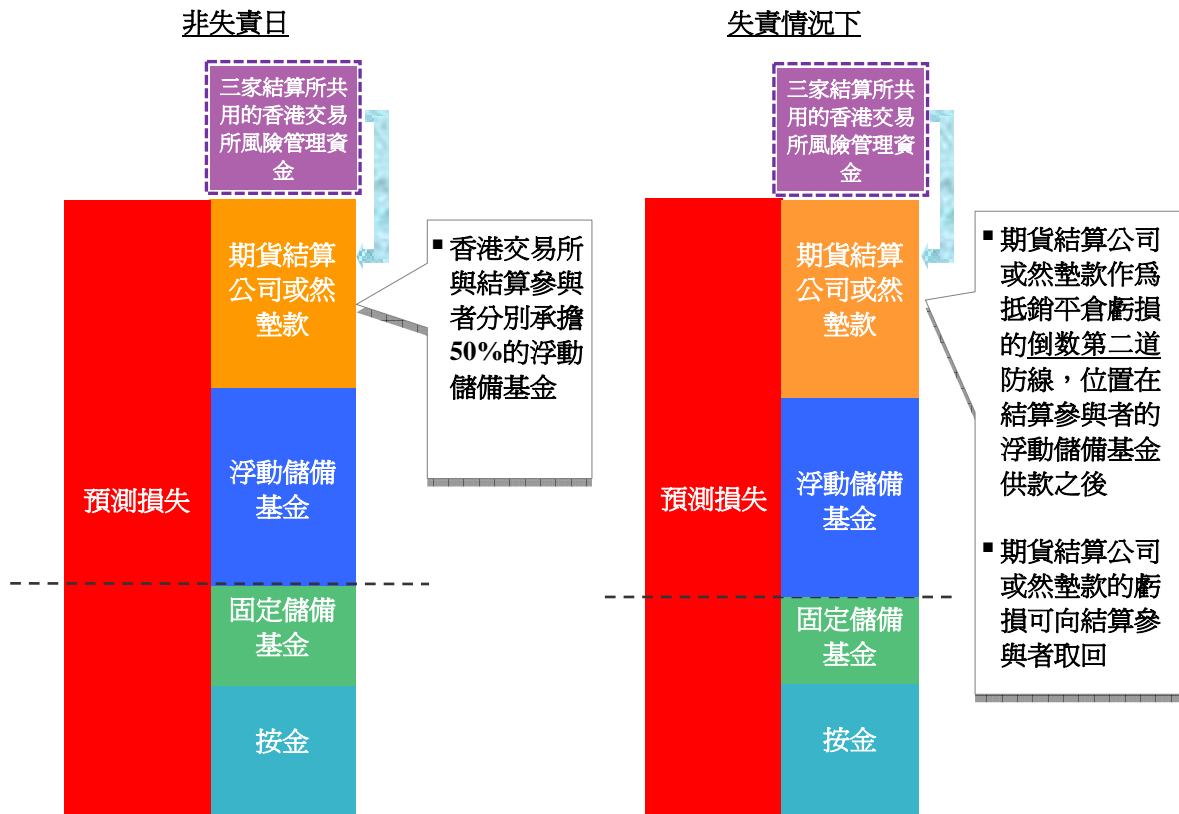 非失責日
三家結算所共
用的香港交易
所風險管理資
金
期貨結算
公司或然
墊款
浮動儲備
基金
預測損失
固定儲備
基金
按金
▪ 香港交易所
與結算參與
者分別承擔
50%的浮動
儲備基金
失責情況下
三家結算所共
用的香港交易
所風險管理資
金
期貨結算
公司或然
墊款
浮動儲備
基金
預測損失
固定儲備
基金
按金
▪ 期貨結算公司
或然墊款作爲
抵銷平倉虧損
的倒数第二道
防線，位置在
結算參與者的
浮動儲備基金
供款之後
▪ 期貨結算公司
或然墊款的虧
損可向結算參
與者取回